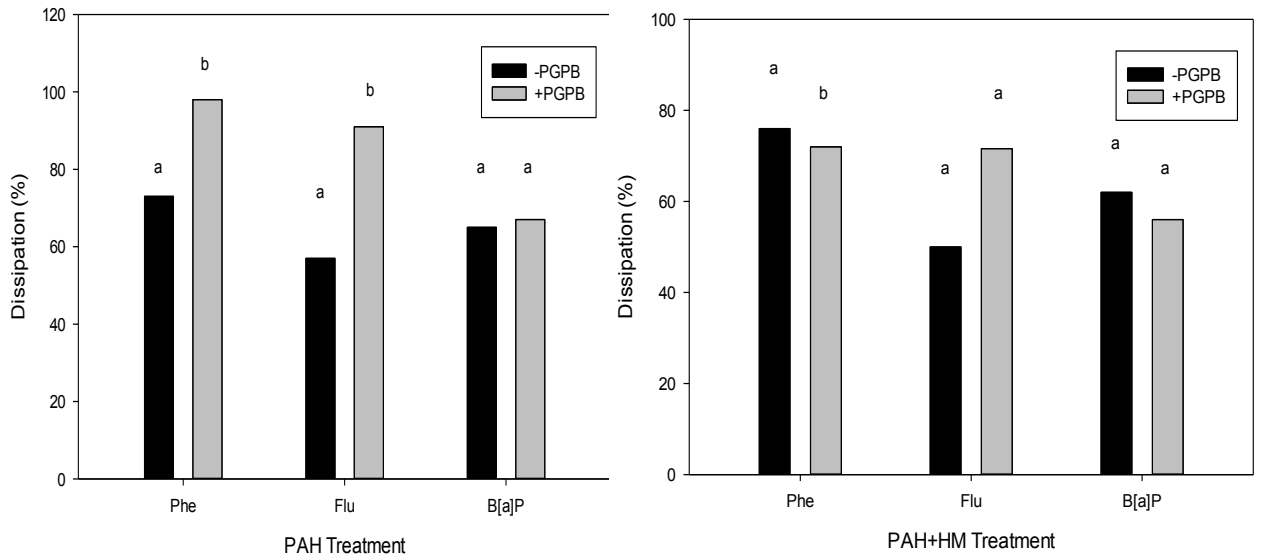 120
100
80
60
40
20
0
Dissipation (%)
-PGPB
+PGPB
a
b
a
b
a
a
Phe
Flu
B[a]P
PAH Treatment
100
80
60
40
20
0
Dissipation (%)
-PGPB
+PGPB
a
b
a
a
a
a
Phe
Flu
B[a]P
PAH+HM Treatment